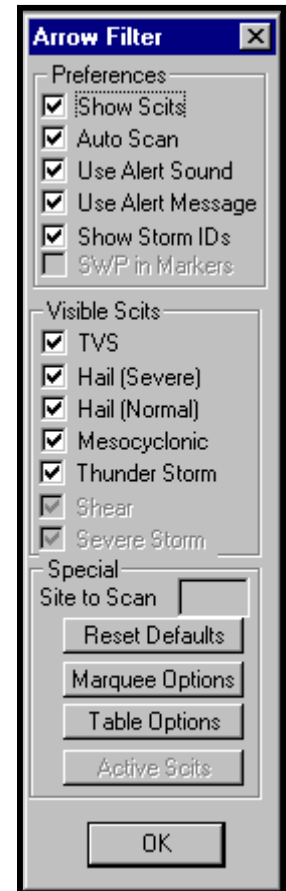 Arrow Filter
Preferences
Show Scits
Auto Scan
Use Alert Sound
Use Alert Message
Show Storm IDs
SWP in Markers
Visible Scits
TVS
Hail (Severe)
Hail (Normal)
Mesocyclonic
Thunder Storm
Shear
Severe Storm
Special
Site to Scan
Reset Defaults
Marquee Options
Table Options
Active Scits
OK